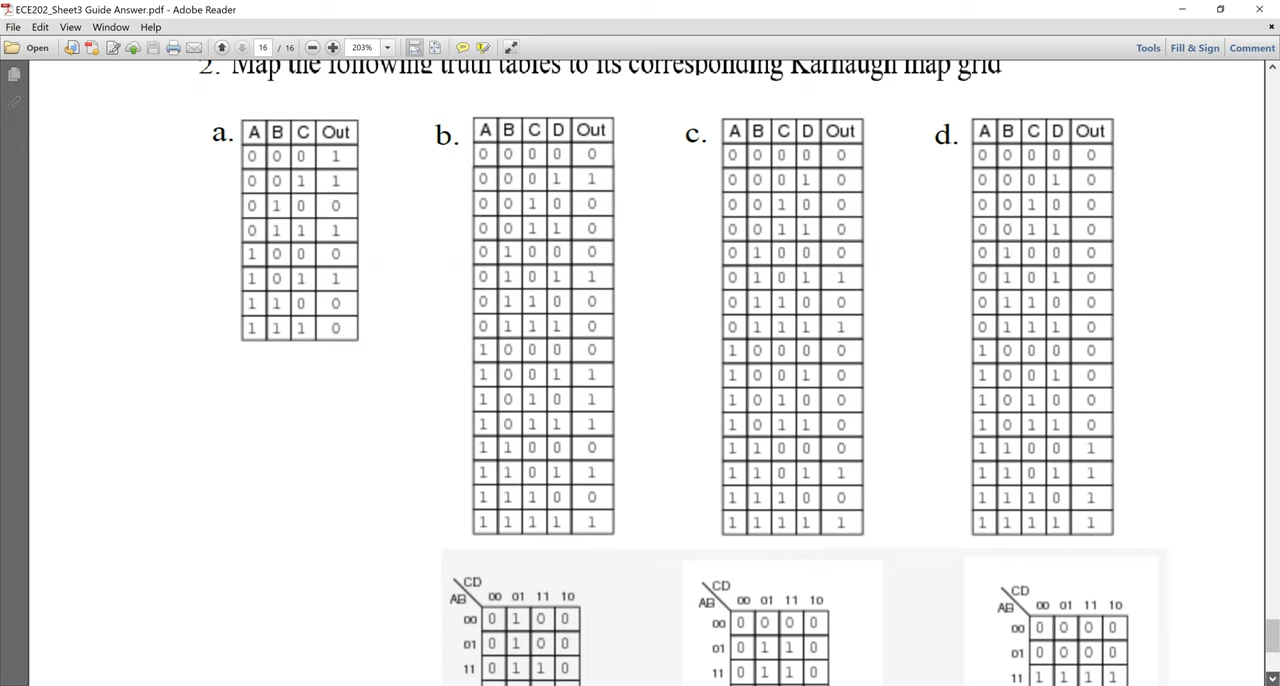 ECE202_Sheet3 Guide Answer.pdf - Adobe Reader
File Edit View Window Help
Open 16 / 16 203% Tools Fill & Sign Comment
2. Map the following truth tables to its corresponding Karnaugh map grid
a.
A B C Out
0 0 0 1
0 0 1 1
0 1 0 0
0 1 1 1
1 0 0 0
1 0 1 1
1 1 0 0
1 1 1 0
b.
A B C D Out
0 0 0 0 0
0 0 0 1 1
0 0 1 0 0
0 0 1 1 0
0 1 0 0 0
0 1 0 1 1
0 1 1 0 0
0 1 1 1 0
1 0 0 0 0
1 0 0 1 1
1 0 1 0 1
1 0 1 1 1
1 1 0 0 0
1 1 0 1 1
1 1 1 0 0
1 1 1 1 1
c.
A B C D Out
0 0 0 0 0
0 0 0 1 0
0 0 1 0 0
0 0 1 1 0
0 1 0 0 0
0 1 0 1 1
0 1 1 0 0
0 1 1 1 1
1 0 0 0 0
1 0 0 1 0
1 0 1 0 0
1 0 1 1 0
1 1 0 0 0
1 1 0 1 1
1 1 1 0 0
1 1 1 1 1
d.
A B C D Out
0 0 0 0 0
0 0 0 1 0
0 0 1 0 0
0 0 1 1 0
0 1 0 0 0
0 1 0 1 0
0 1 1 0 0
0 1 1 1 0
1 0 0 0 0
1 0 0 1 0
1 0 1 0 0
1 0 1 1 0
1 1 0 0 1
1 1 0 1 1
1 1 1 0 1
1 1 1 1 1
CD
AB 00 01 11 10
00 0 1 0 0
01 0 1 0 0
11 0 1 1 0
CD
AB 00 01 11 10
00 0 0 0 0
01 0 1 1 0
11 0 1 1 0
CD
AB 00 01 11 10
00 0 0 0 0
01 0 0 0 0
11 1 1 1 1